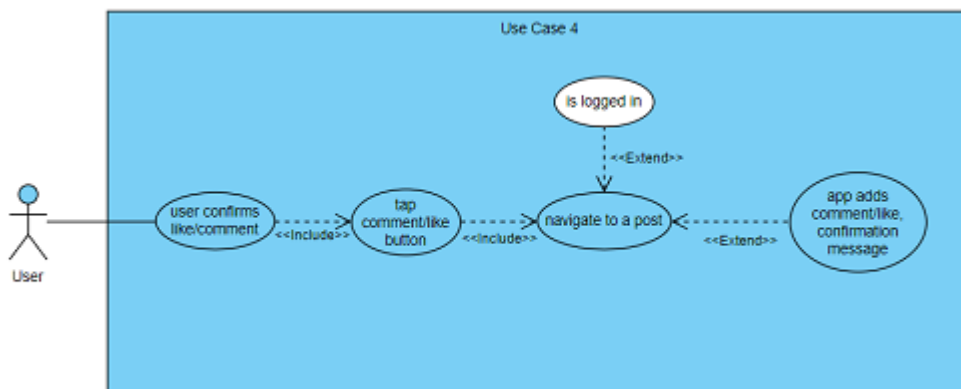 Use Case 4
is logged in
<<Extend>>
user confirms
like/comment
<<Include>>
tap
comment/like
button
<<Include>>
navigate to a post
<<Extend>>
app adds
comment/like,
confirmation
message
User